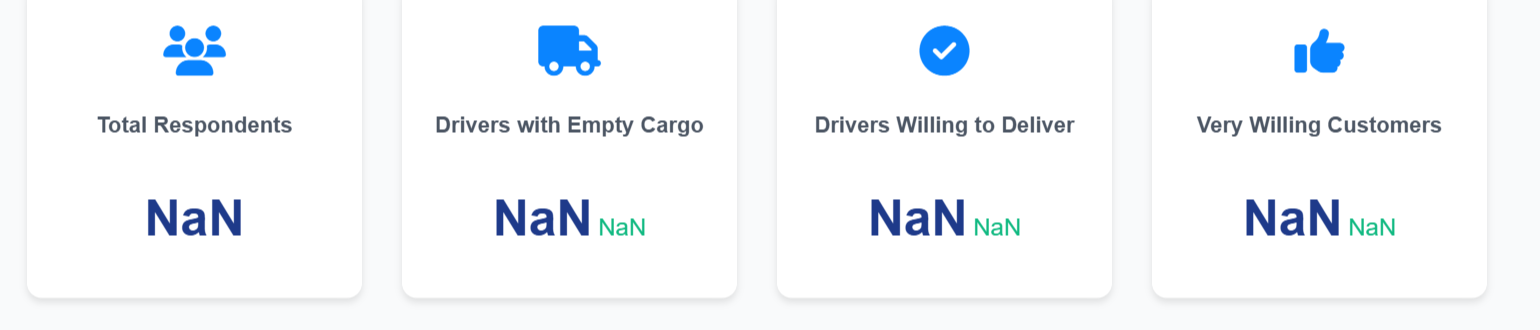 Total Respondents
NaN
Drivers with Empty Cargo
NaN NaN
Drivers Willing to Deliver
NaN NaN
Very Willing Customers
NaN NaN